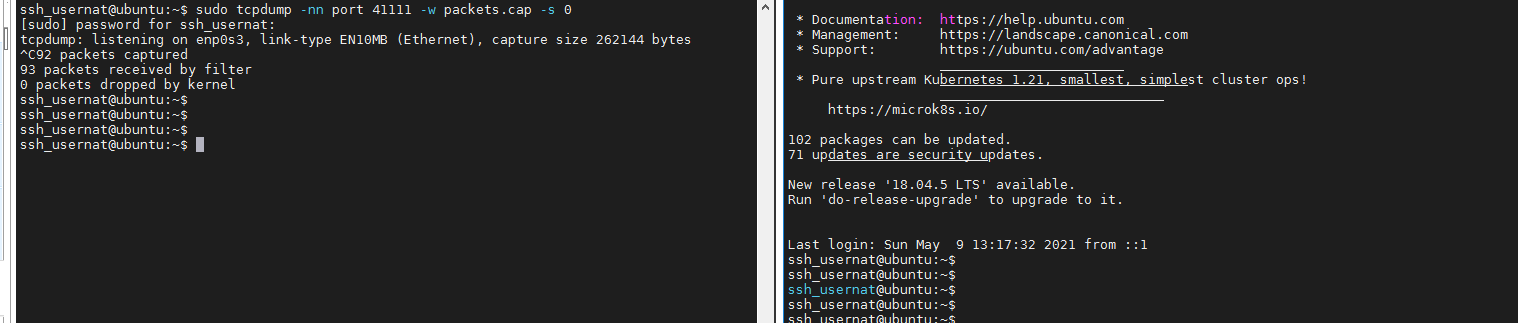 ssh_usernat@ubuntu:~$ sudo tcpdump -nn port 41111 -w packets.cap -s 0
[sudo] password for ssh_usernat:
tcpdump: listening on enp0s3, link-type EN10MB (Ethernet), capture size 262144 bytes
^C92 packets captured
93 packets received by filter
0 packets dropped by kernel
ssh_usernat@ubuntu:~$
ssh_usernat@ubuntu:~$
ssh_usernat@ubuntu:~$
ssh_usernat@ubuntu:~$
* Documentation: https://help.ubuntu.com
* Management: https://landscape.canonical.com
* Support: https://ubuntu.com/advantage
* Pure upstream Kubernetes 1.21, smallest, simplest cluster ops!
https://microk8s.io/
102 packages can be updated.
71 updates are security updates.
New release '18.04.5 LTS' available.
Run 'do-release-upgrade' to upgrade to it.
Last login: Sun May  9 13:17:32 2021 from ::1
ssh_usernat@ubuntu:~$
ssh_usernat@ubuntu:~$
ssh_usernat@ubuntu:~$
ssh_usernat@ubuntu:~$
ssh_usernat@ubuntu:~$